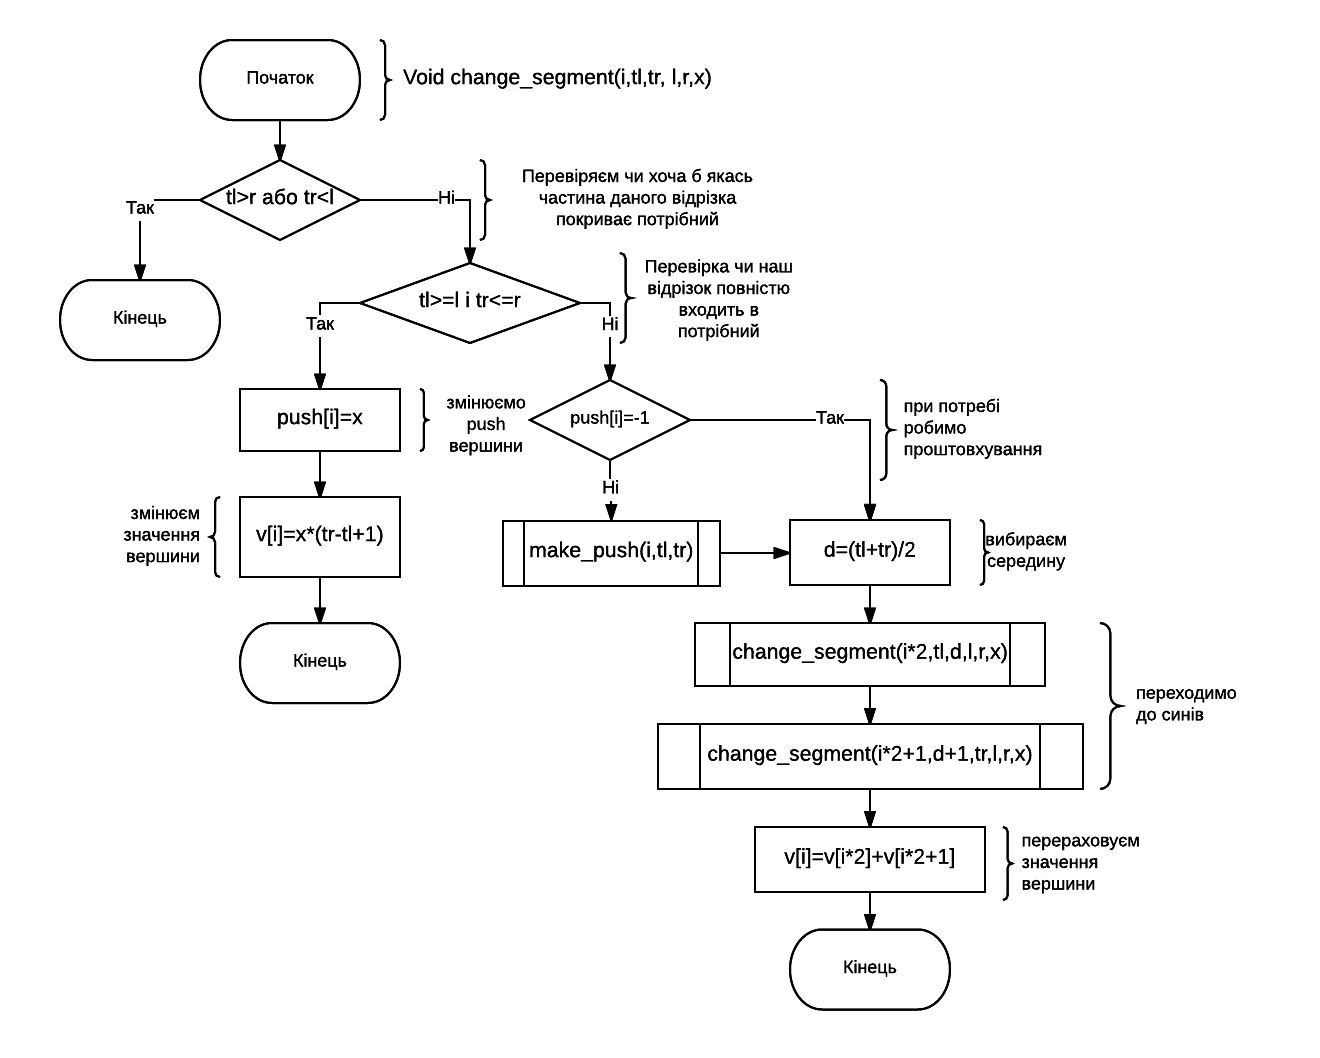 Початок
Void change_segment(i,tl,tr, l,r,x)
tl>r або tr<l
Так
Ні
Перевіряєм чи хоча б якась
частина даного відрізка
покриває потрібний
Кінець
tl>=l і tr<=r
Так
Ні
Перевірка чи наш
відрізок повністю
входить в
потрібний
push[i]=x
змінюємо
push
вершини
push[i]=-1
Так
Ні
при потребі
робимо
проштовхування
змінюєм
значення
вершини
v[i]=x*(tr-tl+1)
make_push(i,tl,tr)
d=(tl+tr)/2
вибираєм
середину
Кінець
change_segment(i*2,tl,d,l,r,x)
change_segment(i*2+1,d+1,tr,l,r,x)
переходимо
до синів
v[i]=v[i*2]+v[i*2+1]
перераховуєм
значення
вершини
Кінець